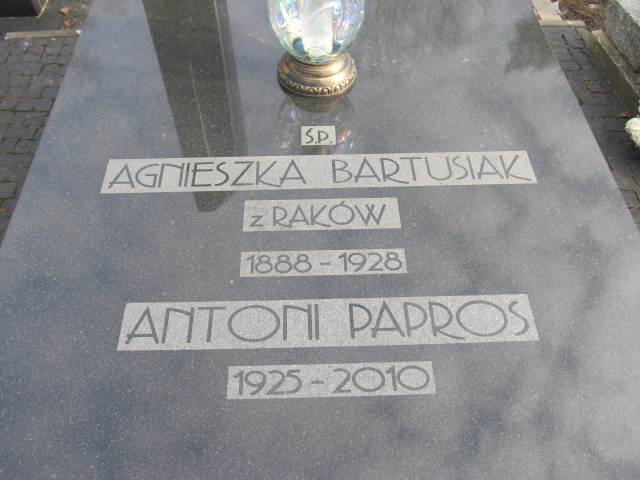 Ś.P.
AGNIESZKA BARTUSIAK
z RAKÓW
1888 - 1928
ANTONI PAPROS
1925 - 2010